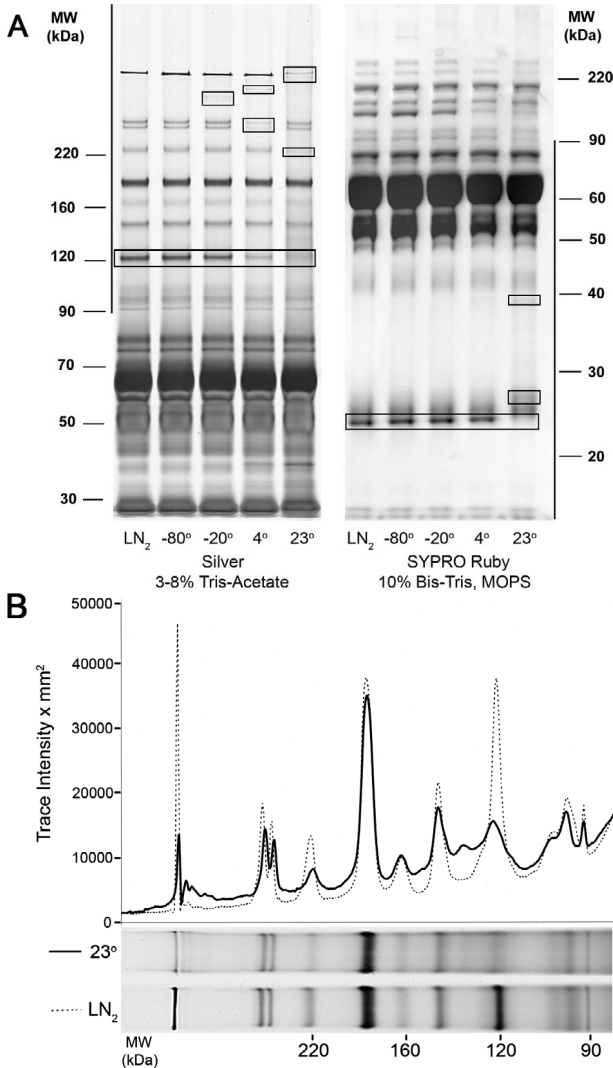 A
MW
(kDa)
220
160
120
90
70
50
30
LN2 -80° -20° 4° 23°
Silver
3-8% Tris-Acetate
MW
(kDa)
220
90
60
50
40
30
20
LN2 -80° -20° 4° 23°
SYPRO Ruby
10% Bis-Tris, MOPS
B
Trace Intensity x mm²
50000
40000
30000
20000
10000
0
23°
LN2
MW
(kDa)
220 160 120 90